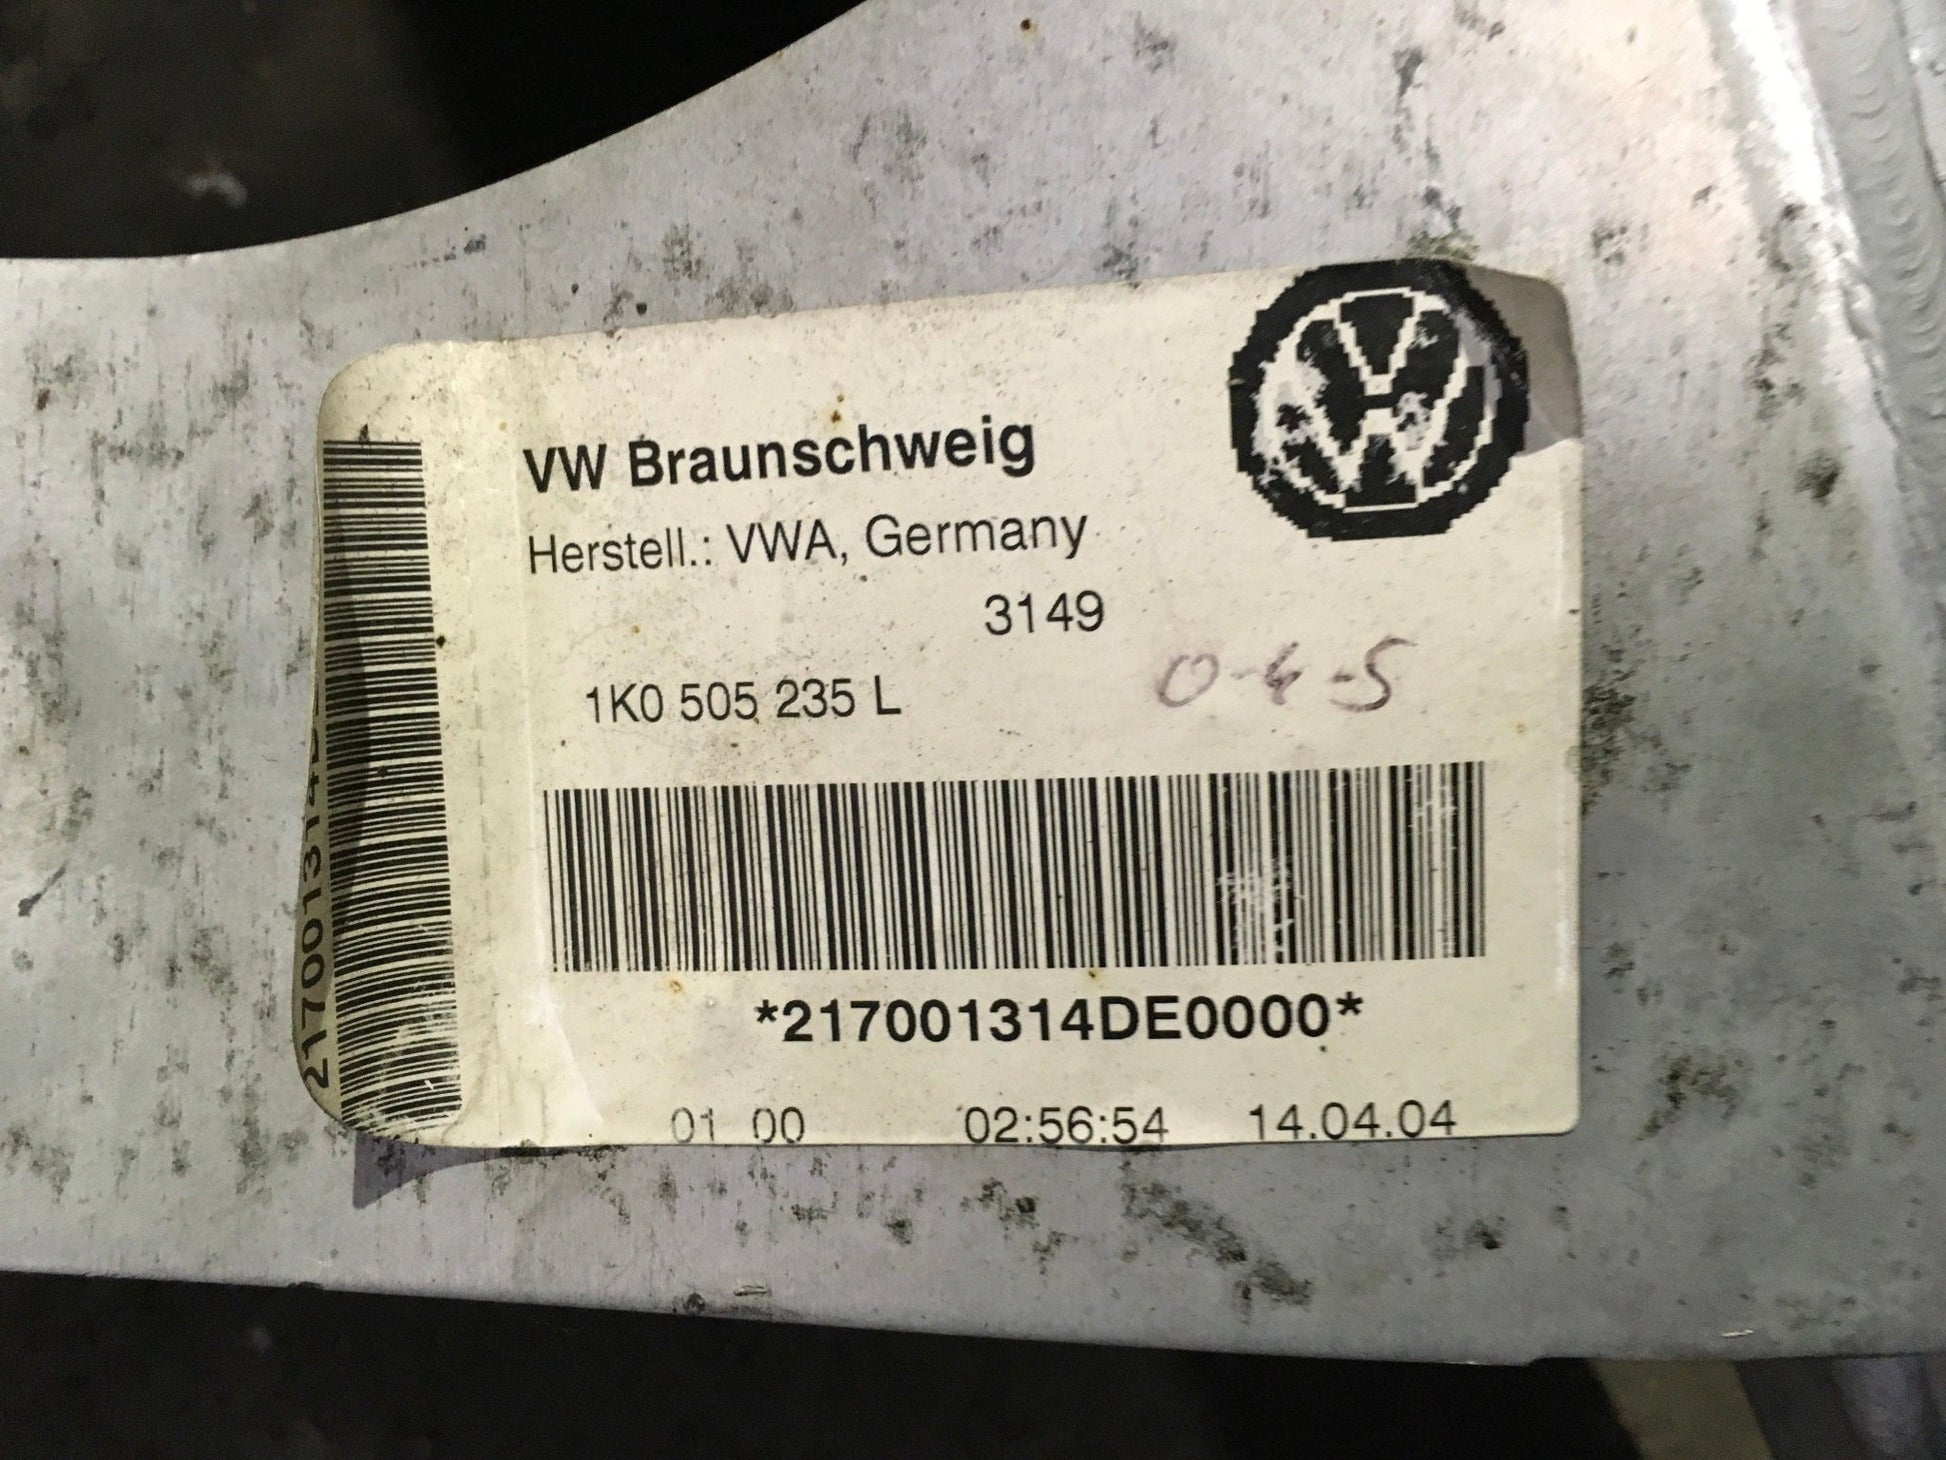 VW Braunschweig
Herstell.: VWA, Germany
3149
1K0 505 235 L
0-4-5
*217001314DE0000*
01 00 02:56:54 14.04.04
217001314